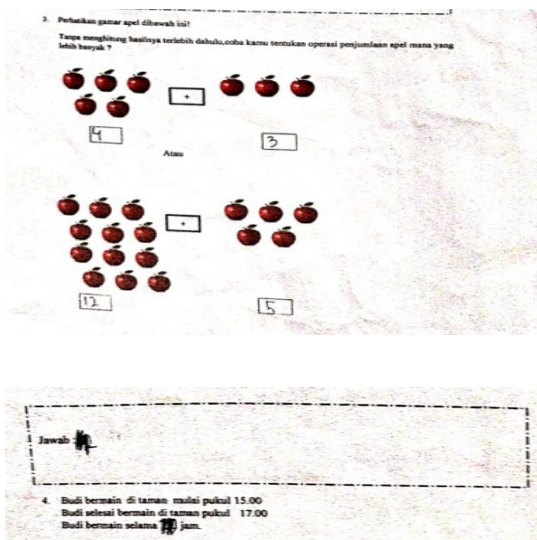 3. Perhatikan gamar apel dibawah ini!
Tanpa menghitung hasilnya terlebih dahulu,coba kamu tentukan operasi penjumlaan apel mana yang
lebih banyak ?
+
4
3
Atau
+
12
5
Jawab :
4. Budi bermain di taman mulai pukul 15.00
Budi selesai bermain di taman pukul 17.00
Budi bermain selama jam.